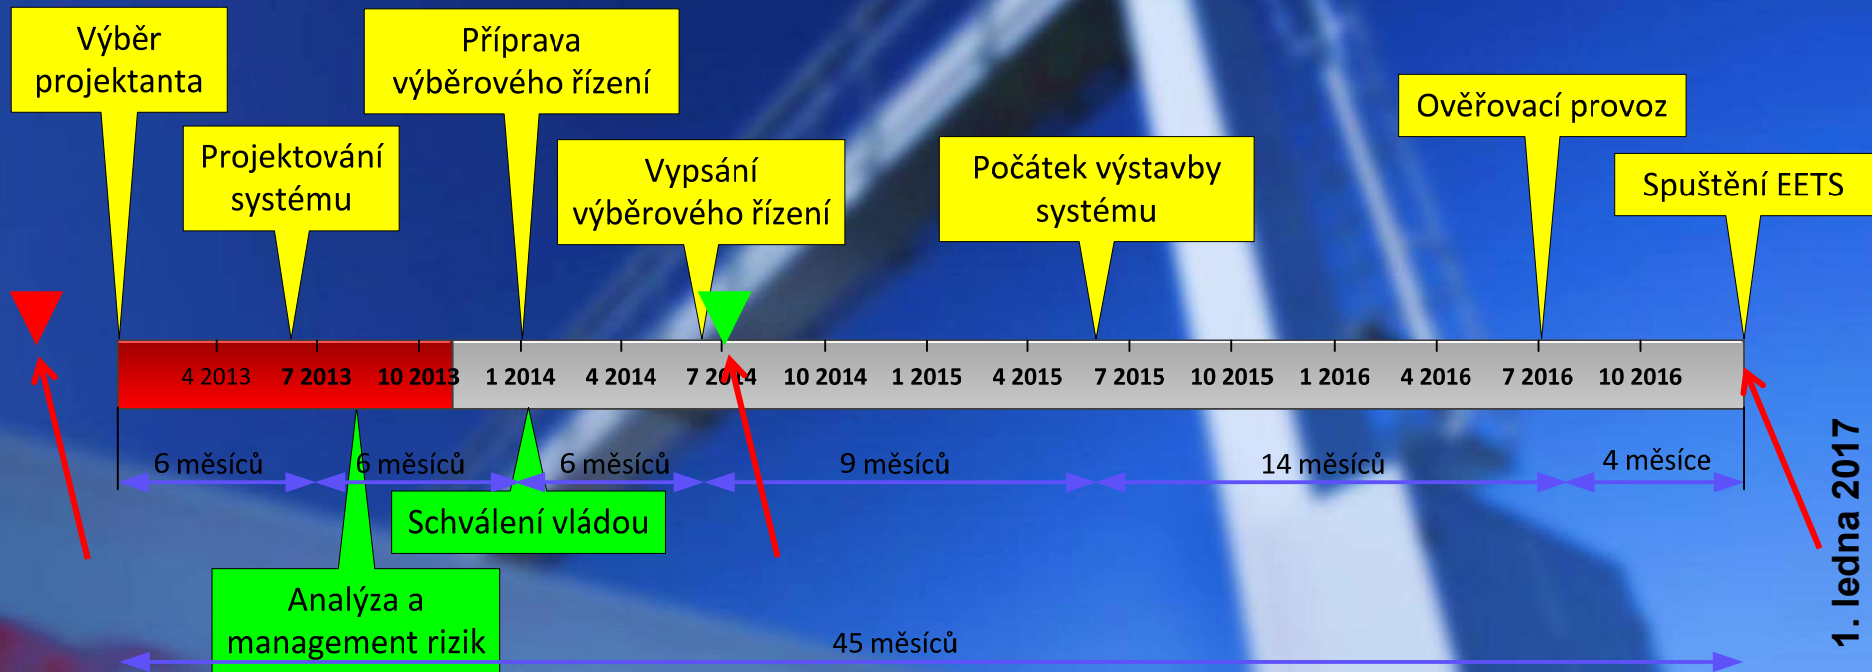 Výběr
projektanta
Příprava
výběrového řízení
Projektování
systému
Vypsání
výběrového řízení
Počátek výstavby
systému
Ověřovací provoz
Spuštění EETS
4 2013 7 2013 10 2013 1 2014 4 2014 7 2014 10 2014 1 2015 4 2015 7 2015 10 2015 1 2016 4 2016 7 2016 10 2016
6 měsíců 6 měsíců 6 měsíců 9 měsíců 14 měsíců 4 měsíce
Schválení vládou
Analýza a
management rizik
45 měsíců
1. ledna 2017